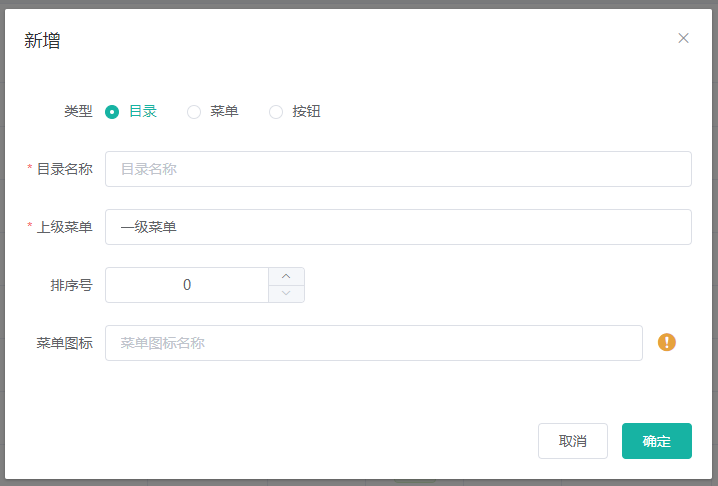 新增
类型 目录 菜单 按钮
* 目录名称 目录名称
* 上级菜单 一级菜单
排序号 0
菜单图标 菜单图标名称
取消 确定